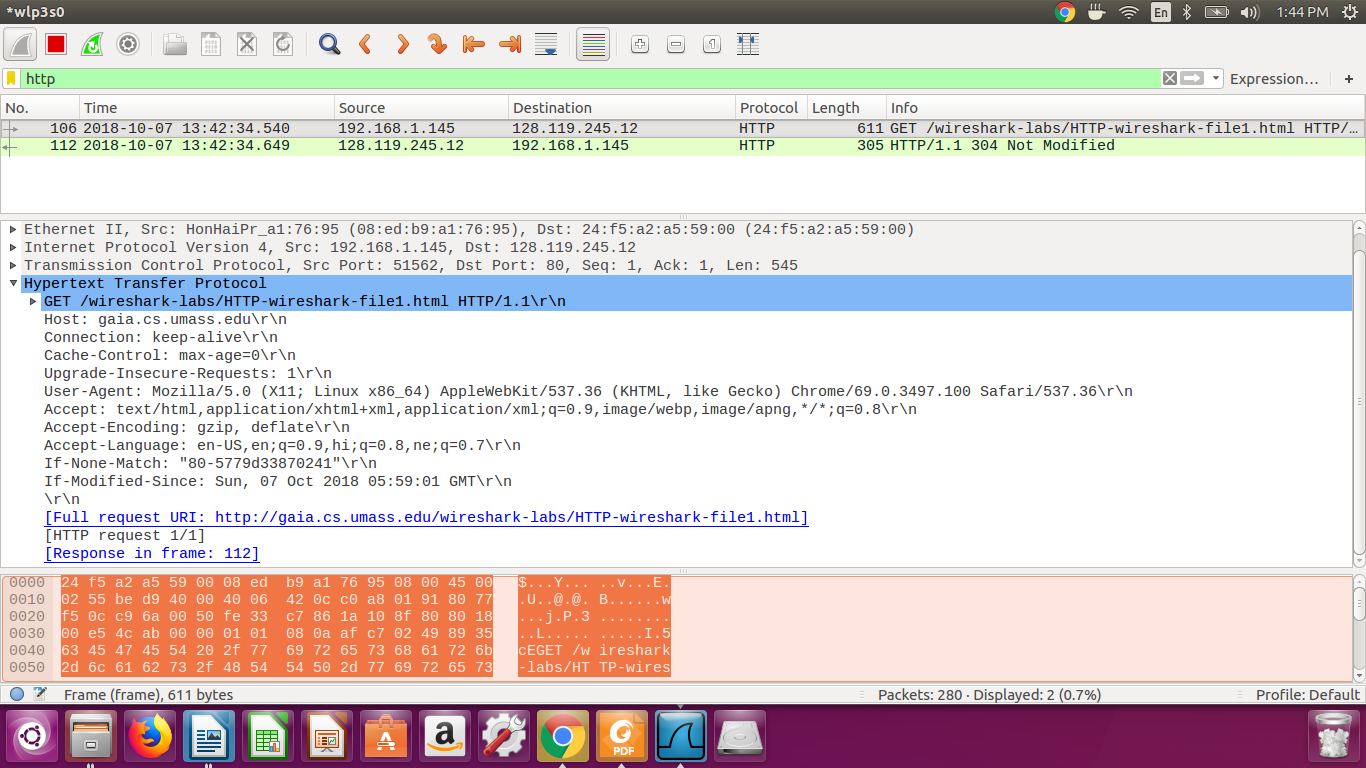 *wlp3s0 En 1:44 PM
http Expression… +
No. Time Source Destination Protocol Length Info
106 2018-10-07 13:42:34.540 192.168.1.145 128.119.245.12 HTTP 611 GET /wireshark-labs/HTTP-wireshark-file1.html HTTP/…
112 2018-10-07 13:42:34.649 128.119.245.12 192.168.1.145 HTTP 305 HTTP/1.1 304 Not Modified
Ethernet II, Src: HonHaiPr_a1:76:95 (08:ed:b9:a1:76:95), Dst: 24:f5:a2:a5:59:00 (24:f5:a2:a5:59:00)
Internet Protocol Version 4, Src: 192.168.1.145, Dst: 128.119.245.12
Transmission Control Protocol, Src Port: 51562, Dst Port: 80, Seq: 1, Ack: 1, Len: 545
Hypertext Transfer Protocol
GET /wireshark-labs/HTTP-wireshark-file1.html HTTP/1.1\r\n
Host: gaia.cs.umass.edu\r\n
Connection: keep-alive\r\n
Cache-Control: max-age=0\r\n
Upgrade-Insecure-Requests: 1\r\n
User-Agent: Mozilla/5.0 (X11; Linux x86_64) AppleWebKit/537.36 (KHTML, like Gecko) Chrome/69.0.3497.100 Safari/537.36\r\n
Accept: text/html,application/xhtml+xml,application/xml;q=0.9,image/webp,image/apng,*/*;q=0.8\r\n
Accept-Encoding: gzip, deflate\r\n
Accept-Language: en-US,en;q=0.9,hi;q=0.8,ne;q=0.7\r\n
If-None-Match: "80-5779d33870241"\r\n
If-Modified-Since: Sun, 07 Oct 2018 05:59:01 GMT\r\n
\r\n
[Full request URI: http://gaia.cs.umass.edu/wireshark-labs/HTTP-wireshark-file1.html]
[HTTP request 1/1]
[Response in frame: 112]
0000 24 f5 a2 a5 59 00 08 ed b9 a1 76 95 08 00 45 00 $...Y... ..v...E.
0010 02 55 be d9 40 00 40 06 42 0c c0 a8 01 91 80 77 .U..@.@. B......w
0020 f5 0c c9 6a 00 50 fe 33 c7 86 1a 10 8f 80 80 18 ...j.P.3 ........
0030 00 e5 4c ab 00 00 01 01 08 0a af c7 02 49 89 35 ..L..... .....I.5
0040 63 45 47 45 54 20 2f 77 69 72 65 73 68 61 72 6b cEGET /w ireshark
0050 2d 6c 61 62 73 2f 48 54 54 50 2d 77 69 72 65 73 -labs/HT TP-wires
Frame (frame), 611 bytes Packets: 280 · Displayed: 2 (0.7%) Profile: Default
A a PDF